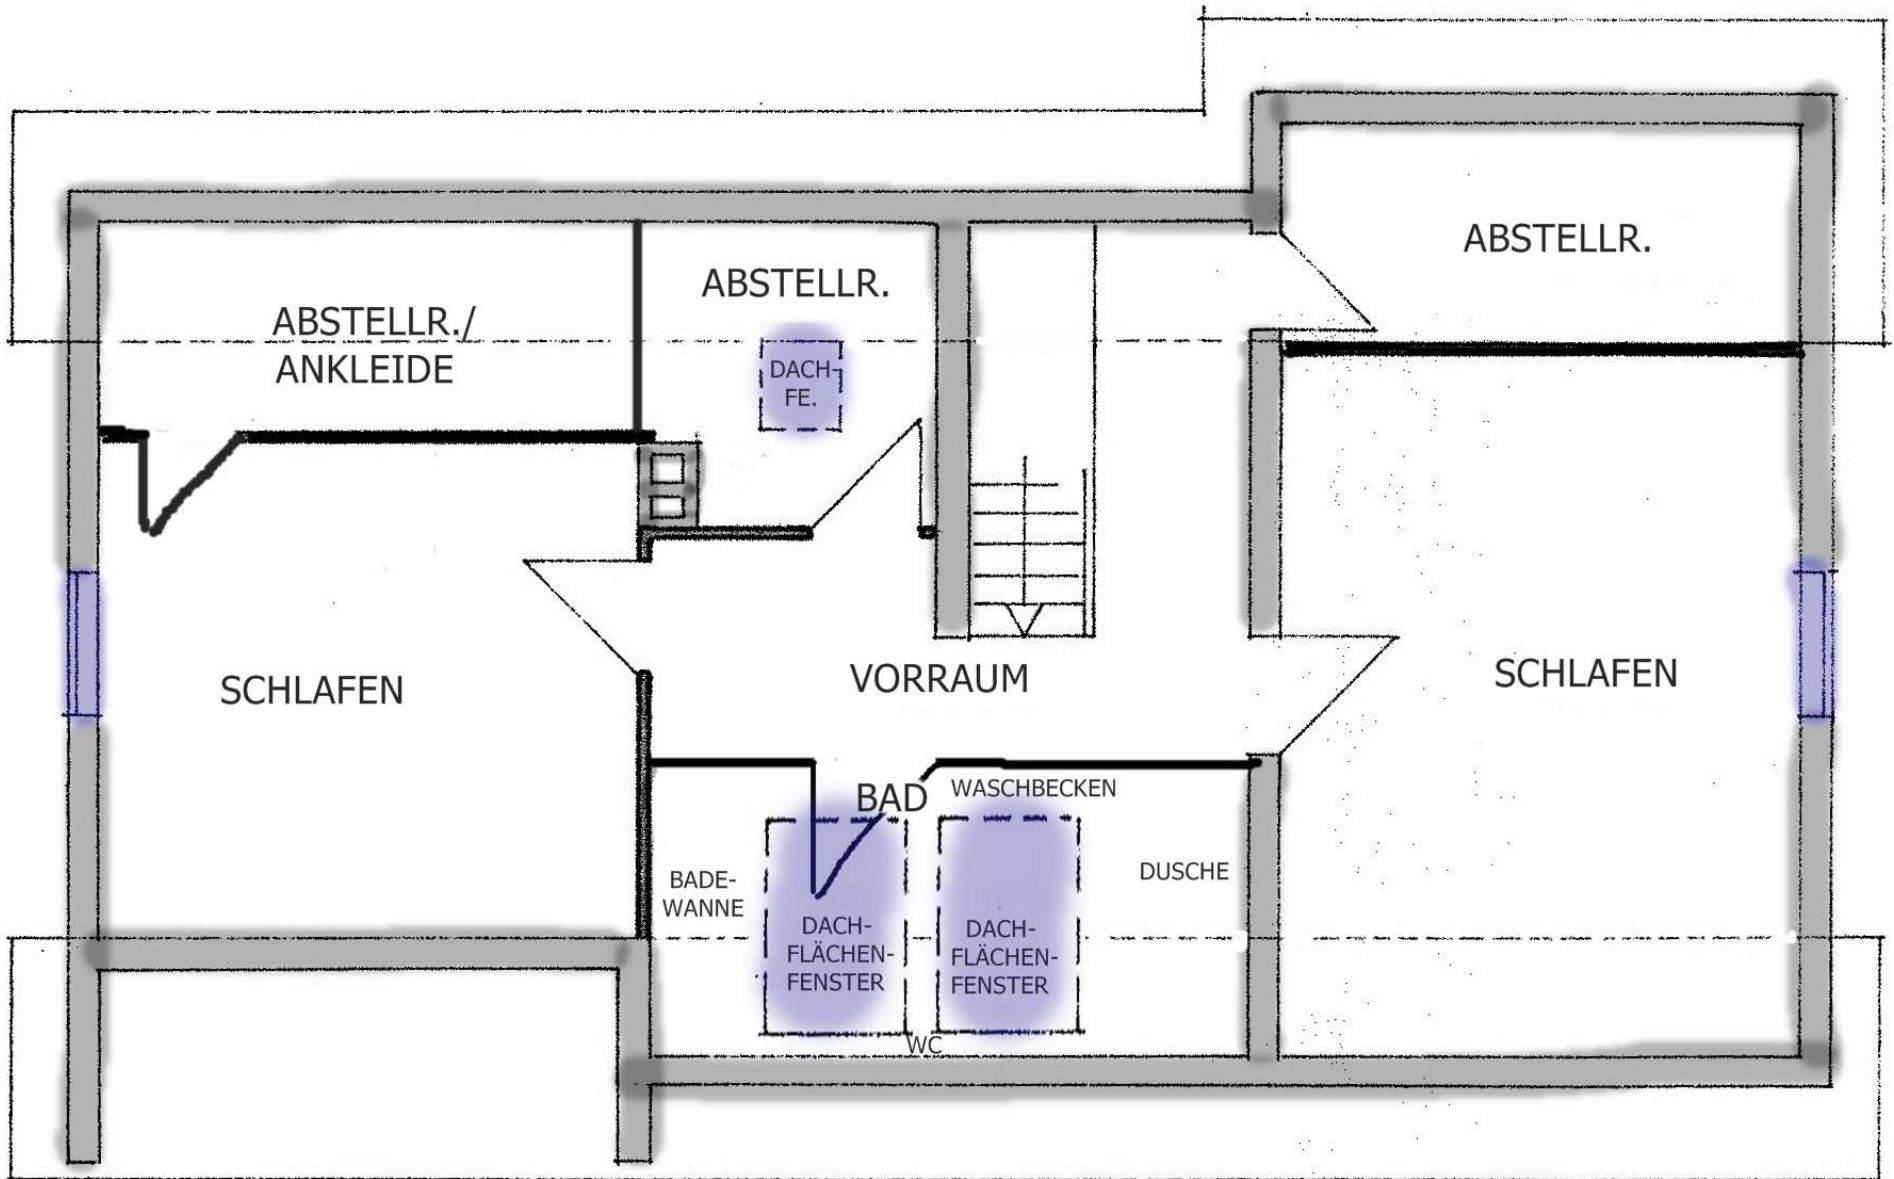 ABSTELLR.
ABSTELLR.
ABSTELLR./
ANKLEIDE
DACH-
FE.
SCHLAFEN
VORRAUM
SCHLAFEN
BAD
WASCHBECKEN
BADE-
WANNE
DUSCHE
DACH-
FLÄCHEN-
FENSTER
DACH-
FLÄCHEN-
FENSTER
WC